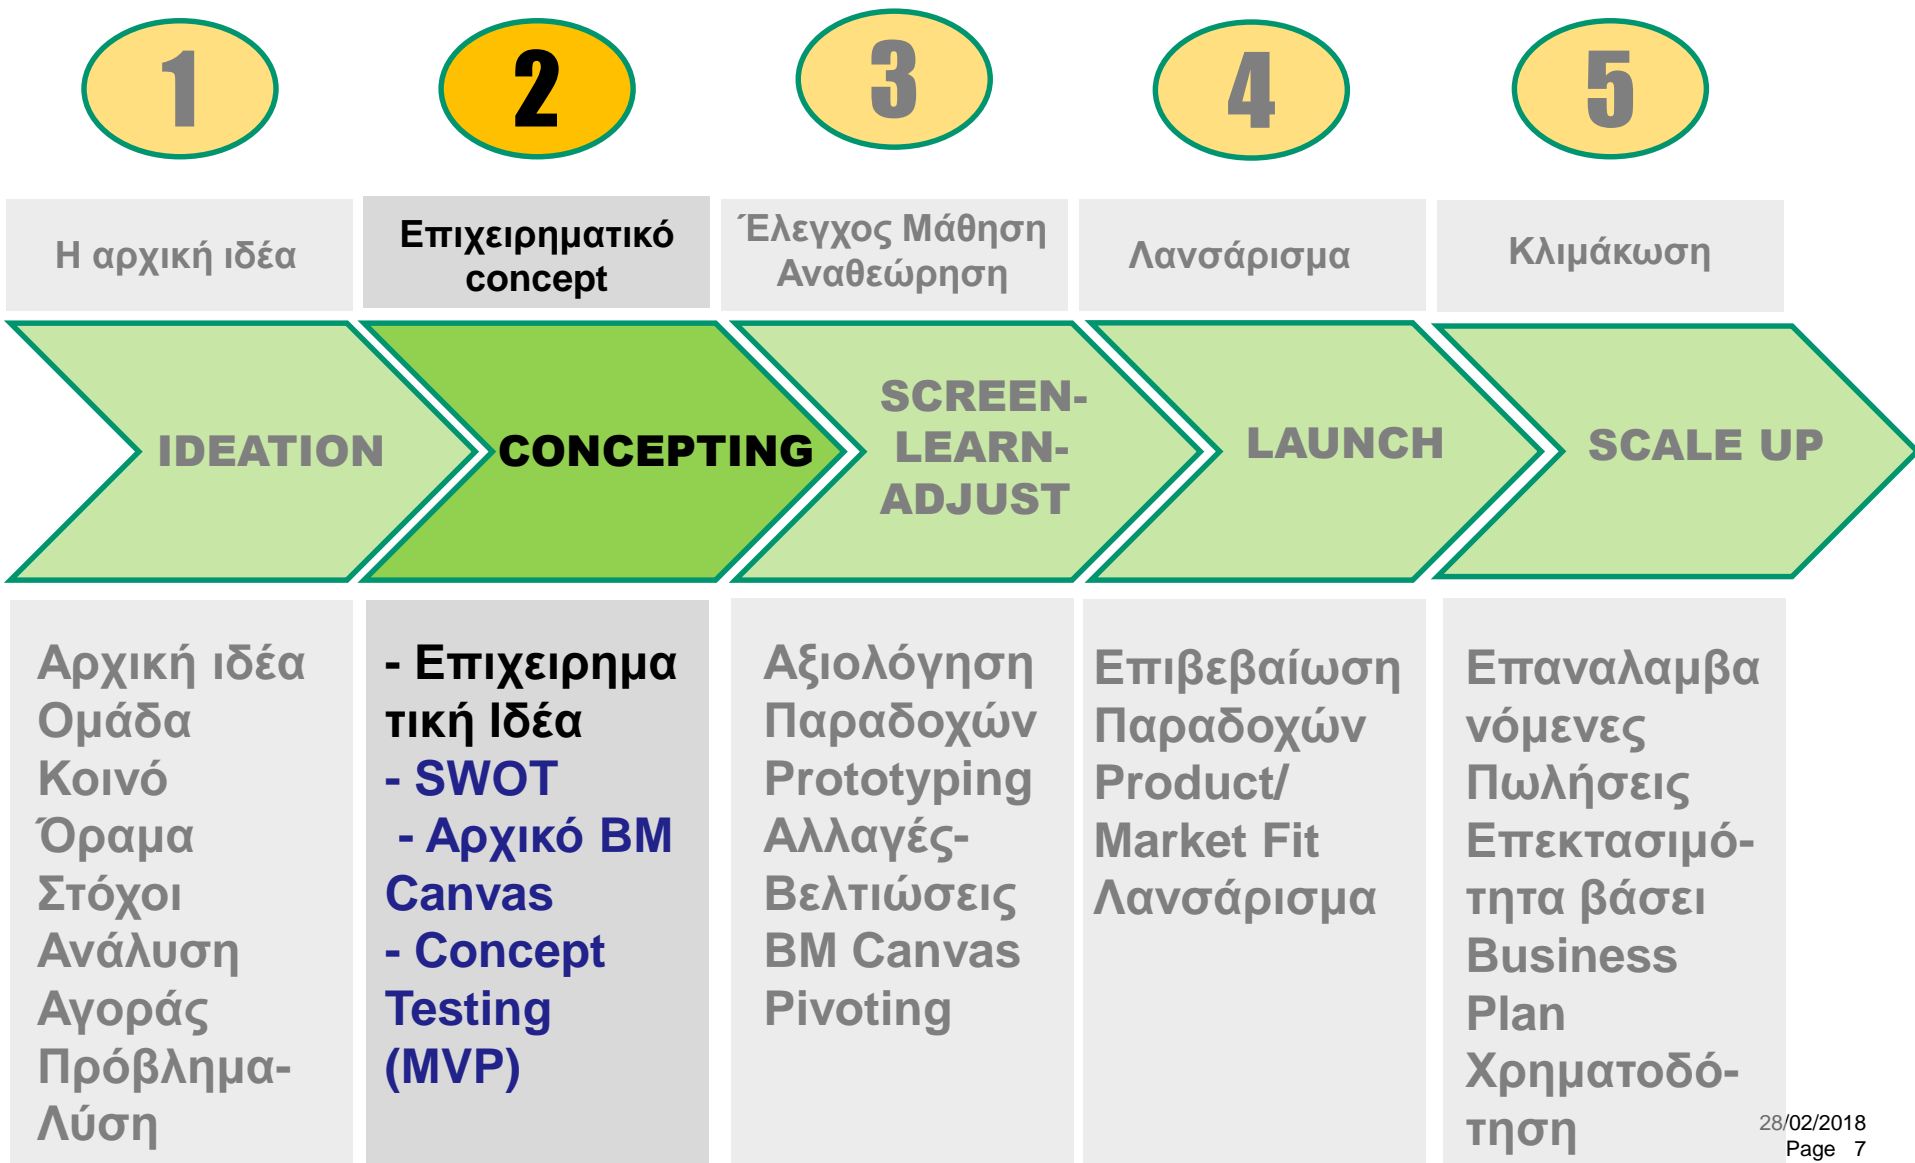 1
2
3
4
5
Η αρχική ιδέα
Επιχειρηματικό
concept
Έλεγχος Μάθηση
Αναθεώρηση
Λανσάρισμα
Κλιμάκωση
IDEATION
CONCEPTING
SCREEN-
LEARN-
ADJUST
LAUNCH
SCALE UP
Αρχική ιδέα
Ομάδα
Κοινό
Όραμα
Στόχοι
Ανάλυση
Αγοράς
Πρόβλημα-
Λύση
- Επιχειρημα
τική Ιδέα
- SWOT
- Αρχικό BM
Canvas
- Concept
Testing
(MVP)
Αξιολόγηση
Παραδοχών
Prototyping
Αλλαγές-
Βελτιώσεις
BM Canvas
Pivoting
Επιβεβαίωση
Παραδοχών
Product/
Market Fit
Λανσάρισμα
Επαναλαμβα
νόμενες
Πωλήσεις
Επεκτασιμό-
τητα βάσει
Business
Plan
Χρηματοδό-
τηση
28/02/2018
Page 7